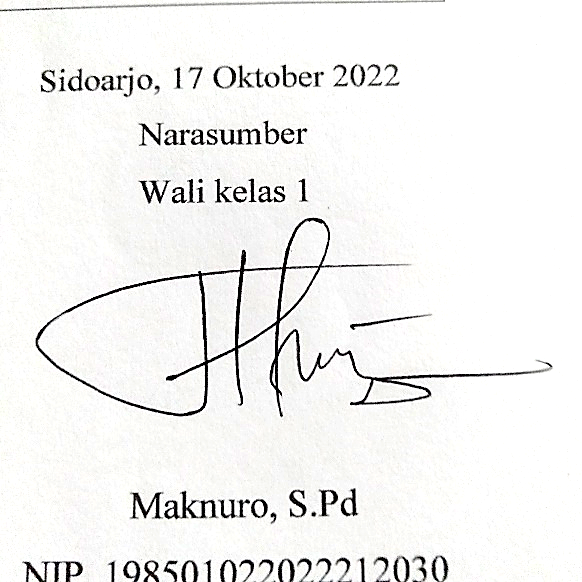 Sidoarjo, 17 Oktober 2022
Narasumber
Wali kelas 1
Maknuro, S.Pd
NIP 198501022022212030